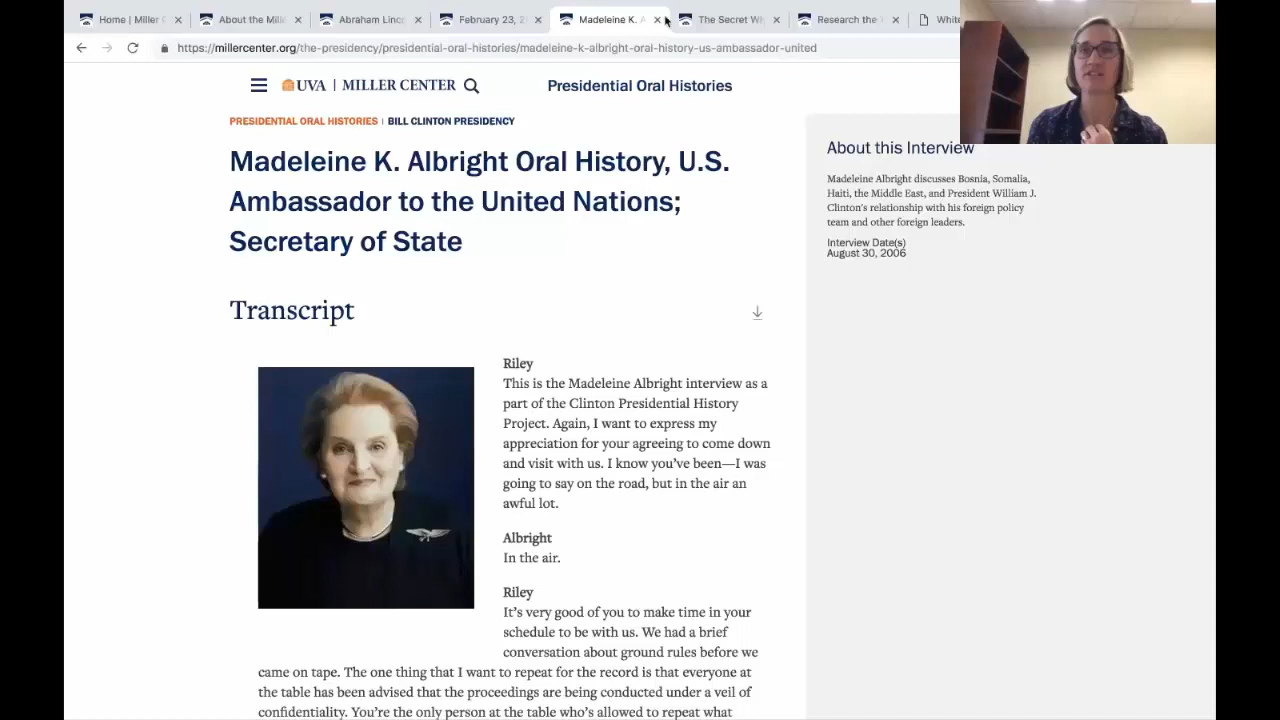 Home | Miller
About the Mill
Abraham Linco
February 23, 2
Madeleine K. A
The Secret Wh
Research the
White
https://millercenter.org/the-presidency/presidential-oral-histories/madeleine-k-albright-oral-history-us-ambassador-united
UVA | MILLER CENTER
Presidential Oral Histories
PRESIDENTIAL ORAL HISTORIES | BILL CLINTON PRESIDENCY
Madeleine K. Albright Oral History, U.S.
Ambassador to the United Nations;
Secretary of State
Transcript
Riley
This is the Madeleine Albright interview as a
part of the Clinton Presidential History
Project. Again, I want to express my
appreciation for your agreeing to come down
and visit with us. I know you've been—I was
going to say on the road, but in the air an
awful lot.
Albright
In the air.
Riley
It's very good of you to make time in your
schedule to be with us. We had a brief
conversation about ground rules before we
came on tape. The one thing that I want to repeat for the record is that everyone at
the table has been advised that the proceedings are being conducted under a veil of
confidentiality. You're the only person at the table who's allowed to repeat what
About this Interview
Madeleine Albright discusses Bosnia, Somalia,
Haiti, the Middle East, and President William J.
Clinton's relationship with his foreign policy
team and other foreign leaders.
Interview Date(s)
August 30, 2006